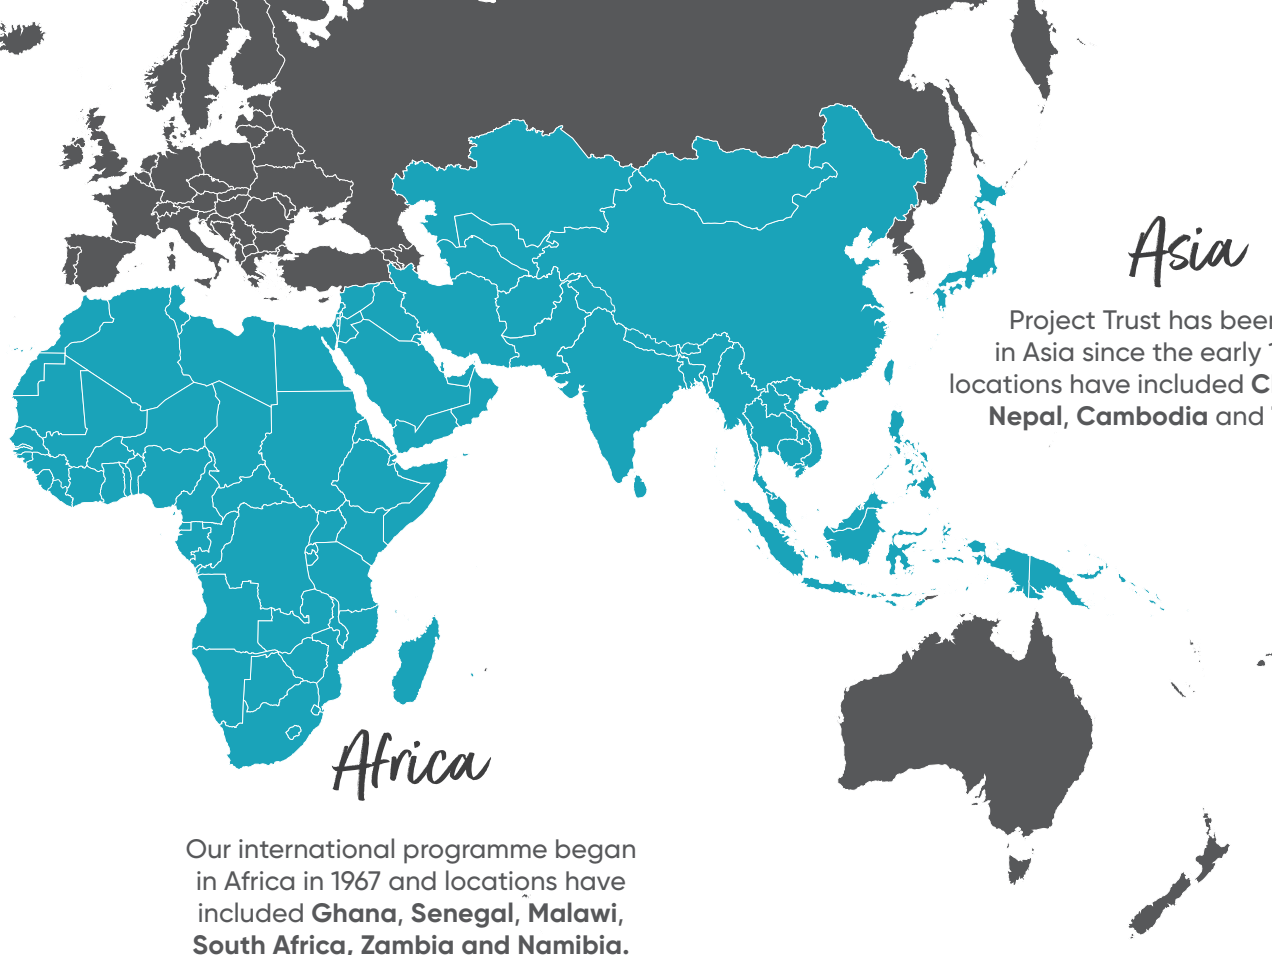 Asia
Project Trust has been
in Asia since the early
locations have included
Nepal, Cambodia and
Africa
Our international programme began
in Africa in 1967 and locations have
included Ghana, Senegal, Malawi,
South Africa, Zambia and Namibia.